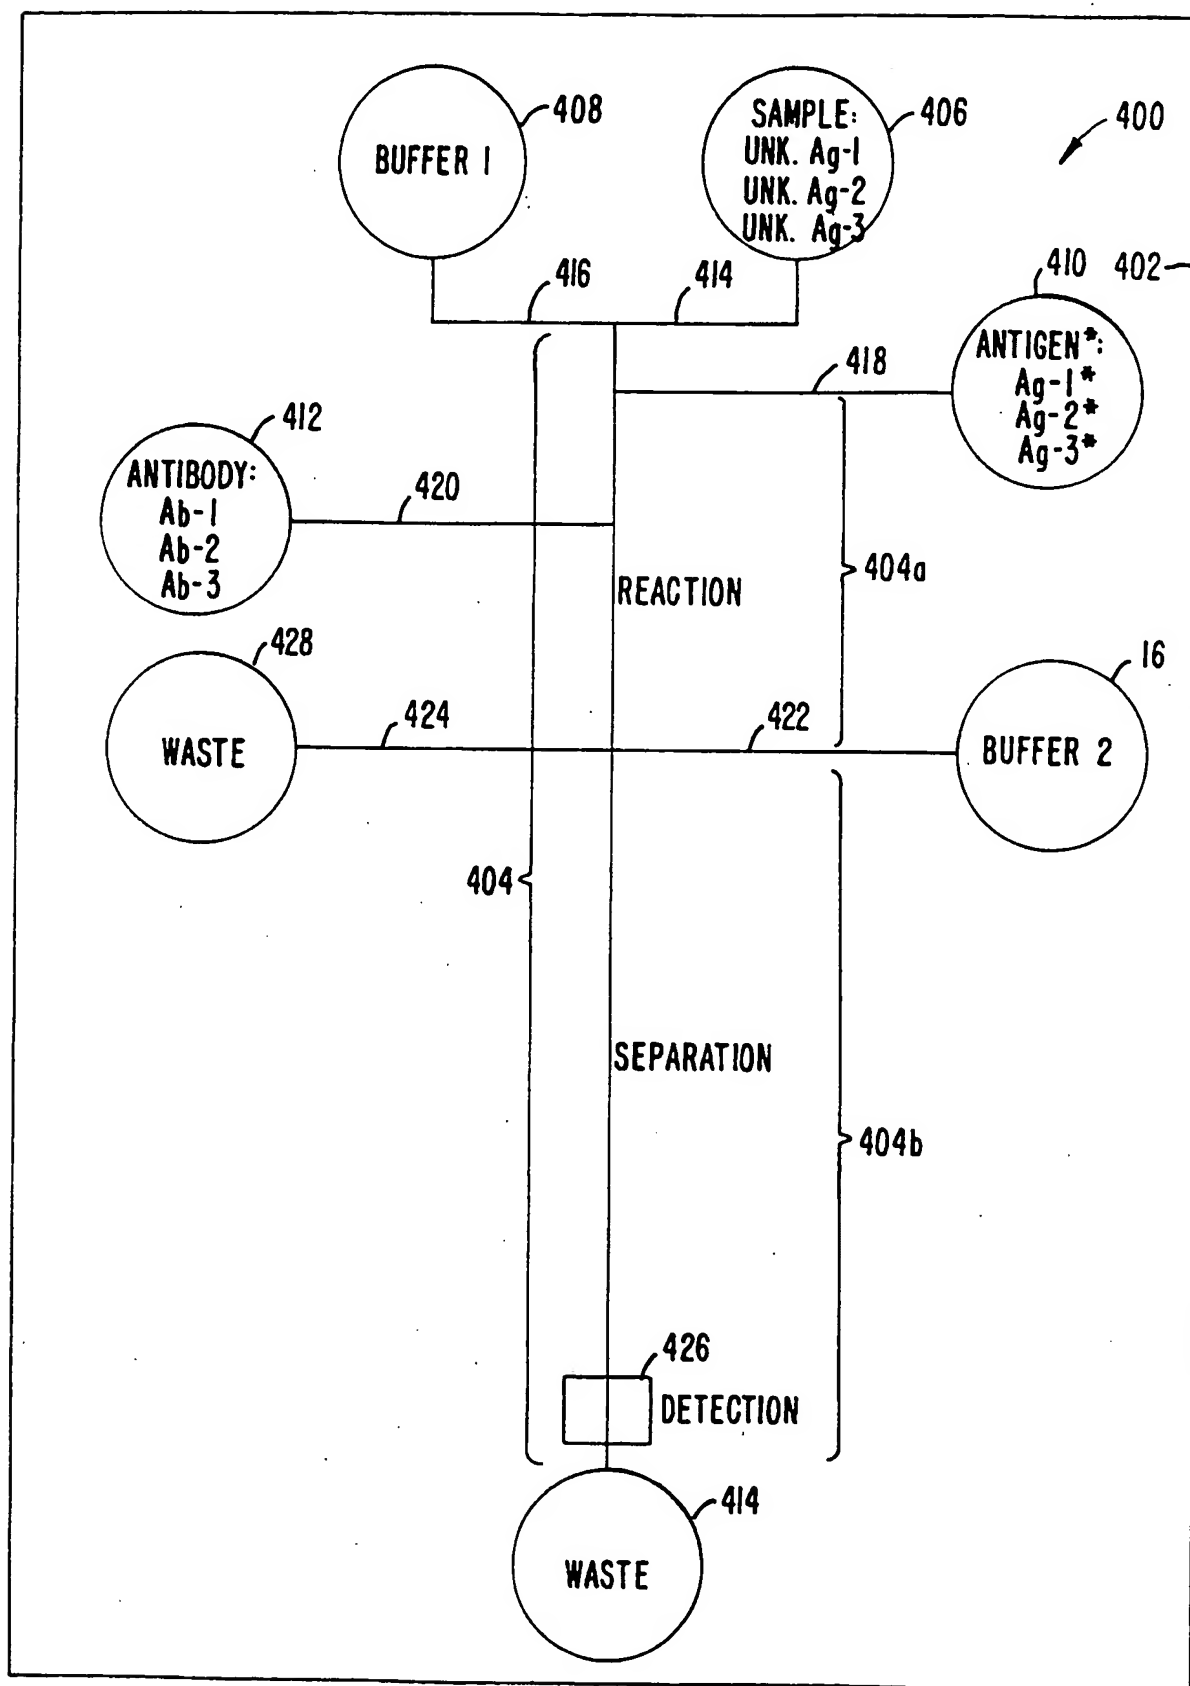 408
BUFFER 1
SAMPLE:
UNK. Ag-1
UNK. Ag-2
UNK. Ag-3
406
400
416
414
410
402
ANTIGEN*:
Ag-1*
Ag-2*
Ag-3*
418
412
ANTIBODY:
Ab-1
Ab-2
Ab-3
420
REACTION
404a
428
WASTE
424
422
16
BUFFER 2
404
SEPARATION
404b
426
DETECTION
414
WASTE